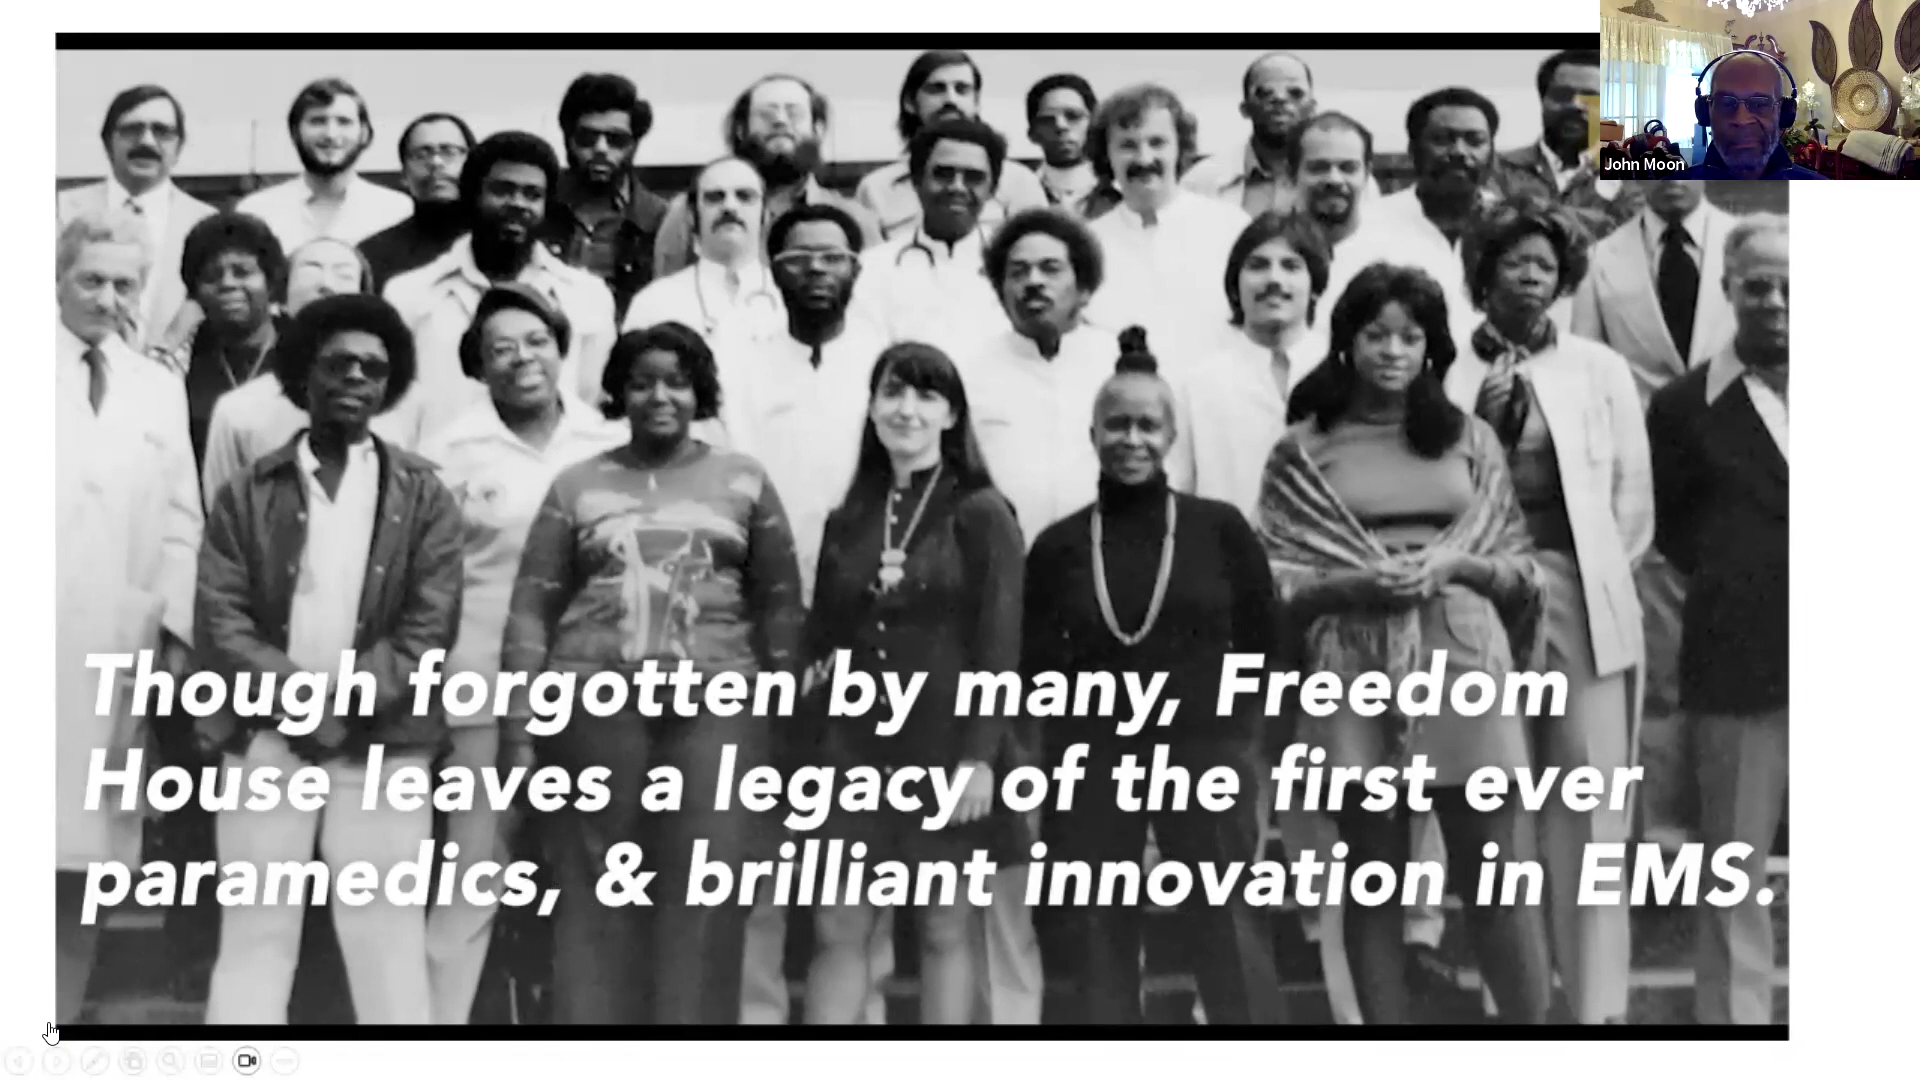 John Moon
Though forgotten by many, Freedom
House leaves a legacy of the first ever
paramedics, & brilliant innovation in EMS.